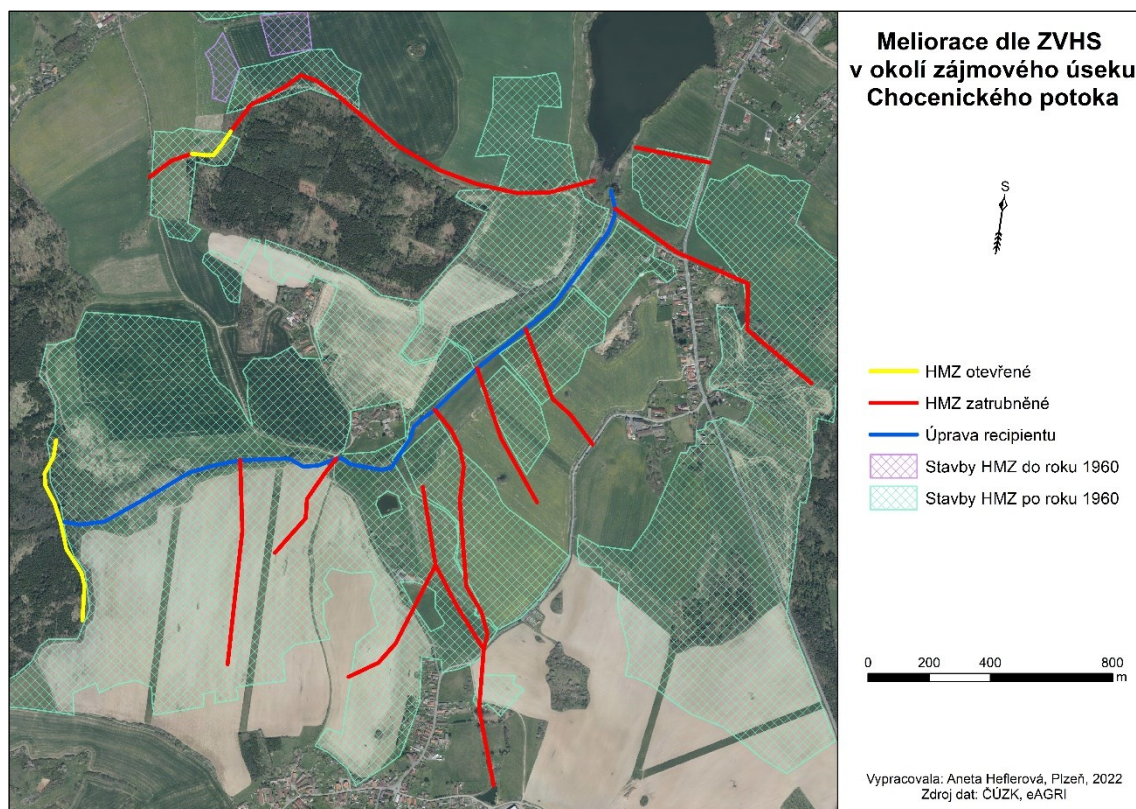 Meliorace dle ZVHS
v okolí zájmového úseku
Chocenického potoka
S
HMZ otevřené
HMZ zatrubněné
Úprava recipientu
Stavby HMZ do roku 1960
Stavby HMZ po roku 1960
0 200 400 800
m
Vypracovala: Aneta Heflerová, Plzeň, 2022
Zdroj dat: ČÚZK, eAGRI